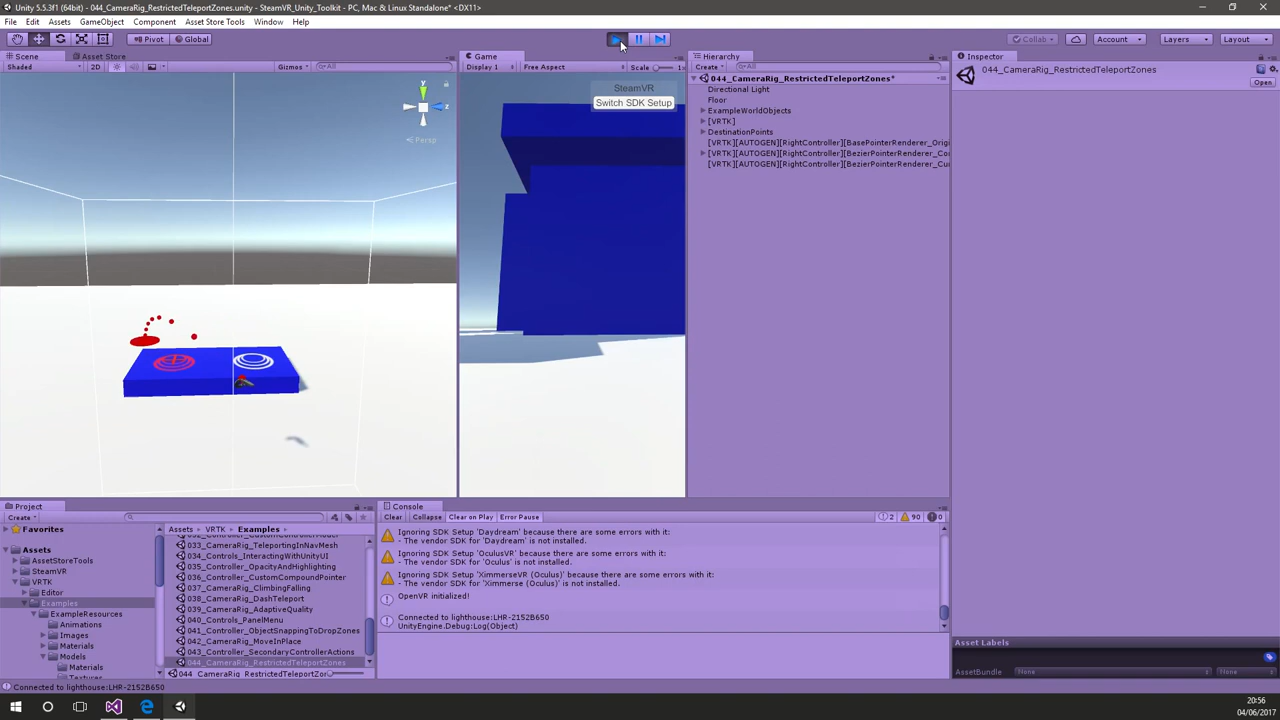 Unity 5.5.3f1 (64bit) - 044_CameraRig_RestrictedTeleportZones.unity - SteamVR_Unity_Toolkit - PC, Mac & Linux Standalone* <DX11>
File Edit Assets GameObject Component Asset Store Tools Window Help
Pivot Global Collab Account Layers Layout
Scene Asset Store Game Hierarchy Inspector
Shaded 2D Gizmos All Display 1 Free Aspect Scale Create All
SteamVR
Switch SDK Setup
y
z
Persp
044_CameraRig_RestrictedTeleportZones*
Directional Light
Floor
ExampleWorldObjects
[VRTK]
DestinationPoints
[VRTK][AUTOGEN][RightController][BasePointerRenderer_Origi
[VRTK][AUTOGEN][RightController][BezierPointerRenderer_Co
[VRTK][AUTOGEN][RightController][BezierPointerRenderer_Cu
044_CameraRig_RestrictedTeleportZones
Open
Project
Create
Favorites
Assets
AssetStoreTools
SteamVR
VRTK
Editor
Examples
ExampleResources
Animations
Images
Materials
Models
Materials
Assets VRTK Examples
033_CameraRig_TeleportingInNavMesh
034_Controls_InteractingWithUnityUI
035_Controller_OpacityAndHighlighting
036_Controller_CustomCompoundPointer
037_CameraRig_ClimbingFalling
038_CameraRig_DashTeleport
039_CameraRig_AdaptiveQuality
040_Controls_PanelMenu
041_Controller_ObjectSnappingToDropZones
042_CameraRig_MoveInPlace
043_Controller_SecondaryControllerActions
044_CameraRig_RestrictedTeleportZones
Console
Clear Collapse Clear on Play Error Pause 2 90 0
Ignoring SDK Setup 'Daydream' because there are some errors with it:
- The vendor SDK for 'Daydream' is not installed.
Ignoring SDK Setup 'OculusVR' because there are some errors with it:
- The vendor SDK for 'Oculus' is not installed.
Ignoring SDK Setup 'XimmerseVR (Oculus)' because there are some errors with it:
- The vendor SDK for 'Ximmerse (Oculus)' is not installed.
OpenVR initialized!
Connected to lighthouse:LHR-2152B650
UnityEngine.Debug:Log(Object)
Asset Labels
AssetBundle None None
Connected to lighthouse:LHR-2152B650
20:56
04/06/2017